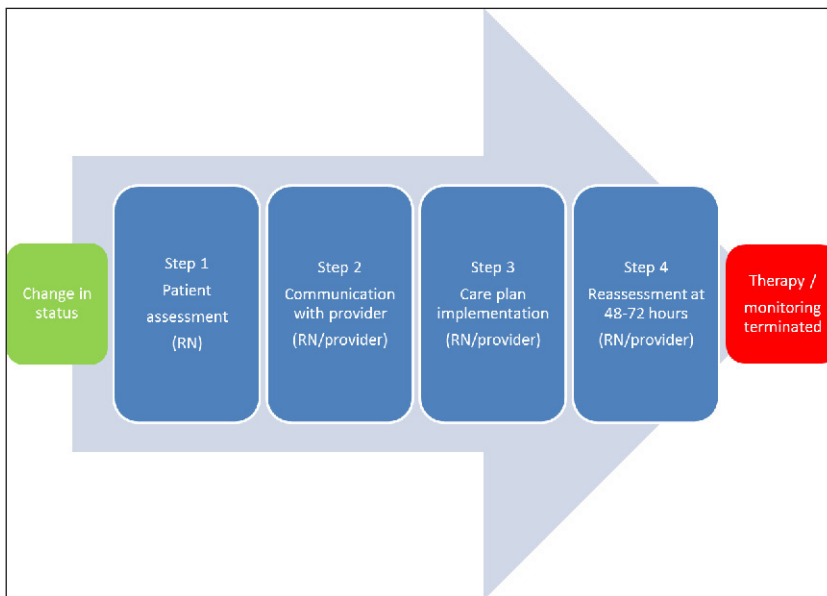 Change in
status
Step 1
Patient
assessment
(RN)
Step 2
Communication
with provider
(RN/provider)
Step 3
Care plan
implementation
(RN/provider)
Step 4
Reassessment at
48-72 hours
(RN/provider)
Therapy /
monitoring
terminated